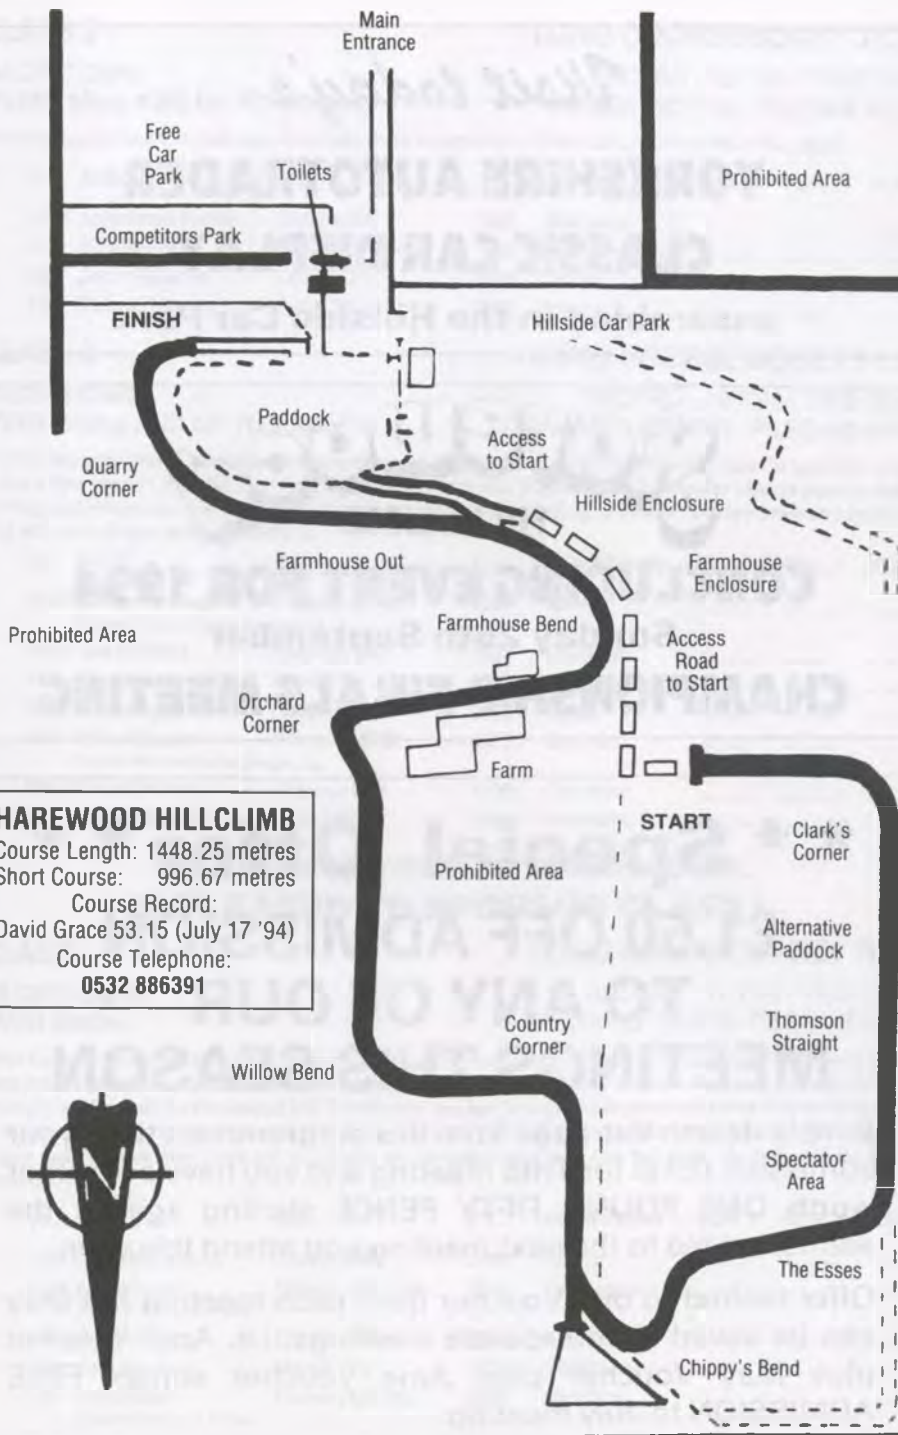 Main
Entrance
Free
Car
Park
Toilets
Prohibited Area
Competitors Park
FINISH
Hillside Car Park
Paddock
Access
to Start
Quarry
Corner
Hillside Enclosure
Farmhouse Out
Farmhouse
Enclosure
Farmhouse Bend
Prohibited Area
Access
Road
to Start
Orchard
Corner
Farm
HAREWOOD HILLCLIMB
Course Length: 1448.25 metres
Short Course: 996.67 metres
Course Record:
David Grace 53.15 (July 17 '94)
Course Telephone:
0532 886391
START
Clark's
Corner
Prohibited Area
Alternative
Paddock
Country
Corner
Thomson
Straight
Willow Bend
N
Spectator
Area
The Esses
Chippy's Bend